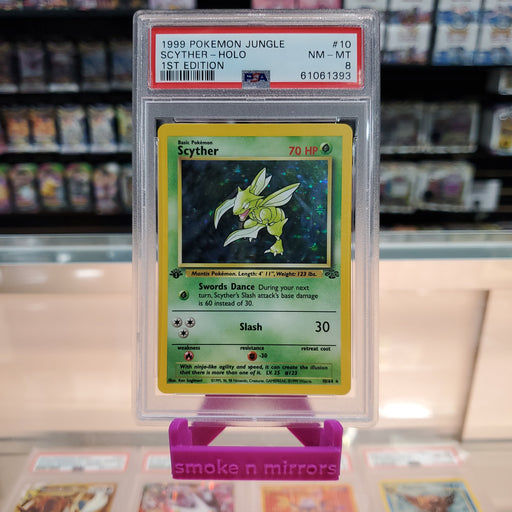 1999 POKEMON JUNGLE #10
SCYTHER - HOLO NM - MT
1ST EDITION 8
PSA 61061393
Basic Pokémon
Scyther 70 HP
Mantis Pokémon. Length: 4' 11", Weight: 123 lbs.
Swords Dance During your next
turn, Scyther's Slash attack's base damage
is 60 instead of 30.
Slash 30
weakness resistance retreat cost
-30
With ninja-like agility and speed, it can create the illusion
that there is more than one of it. LV. 25 #123
smoke n mirrors